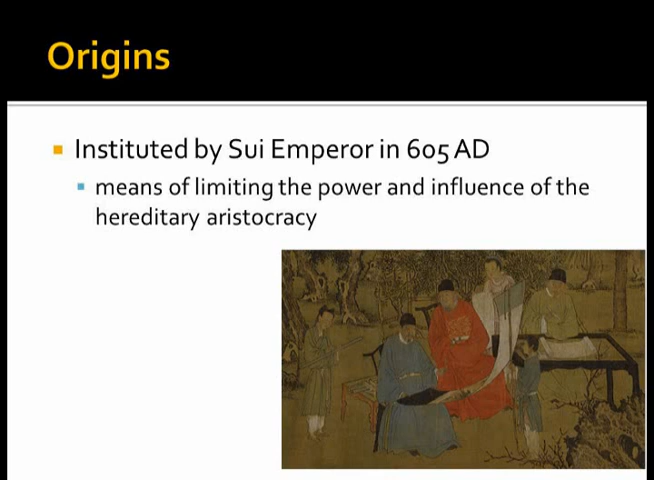 Origins
Instituted by Sui Emperor in 605 AD
means of limiting the power and influence of the
hereditary aristocracy